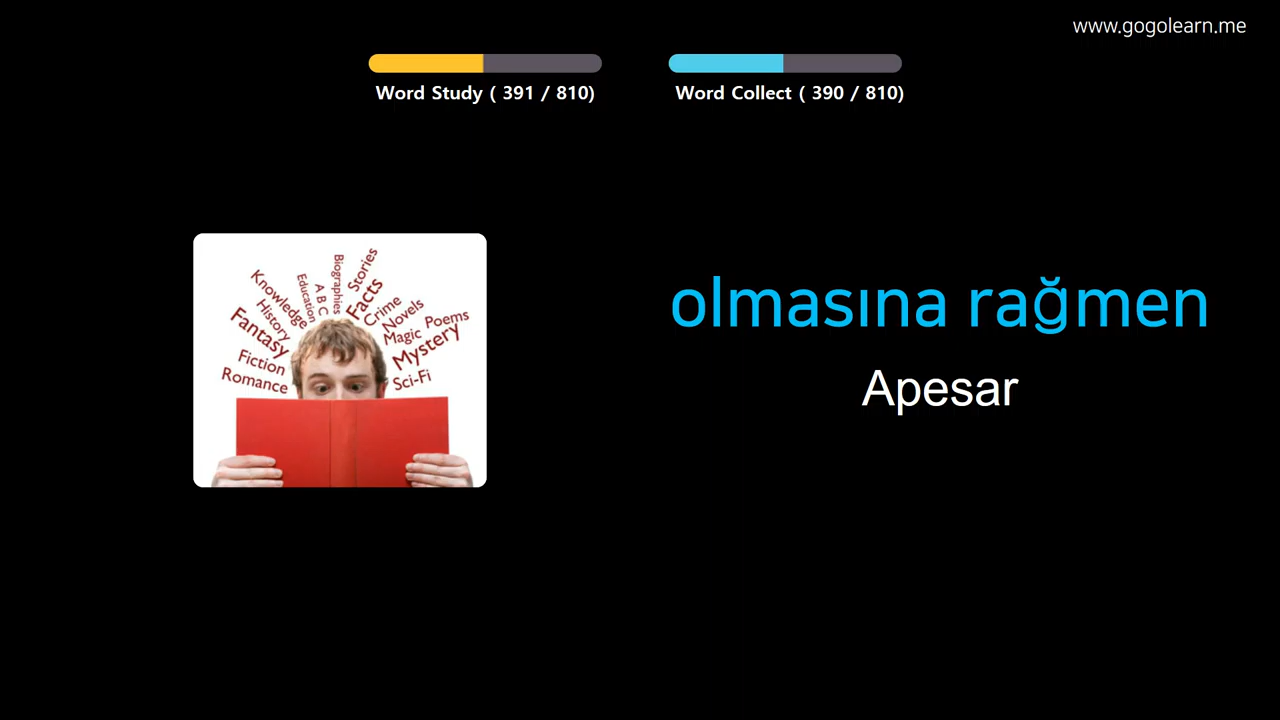 www.gogolearn.me
Word Study ( 391 / 810)
Word Collect ( 390 / 810)
olmasına rağmen
Apesar
Stories
Biographies
A B C
Education
Facts
Knowledge
Crime
History
Novels
Fantasy
Magic
Poems
Mystery
Fiction
Romance
Sci-Fi